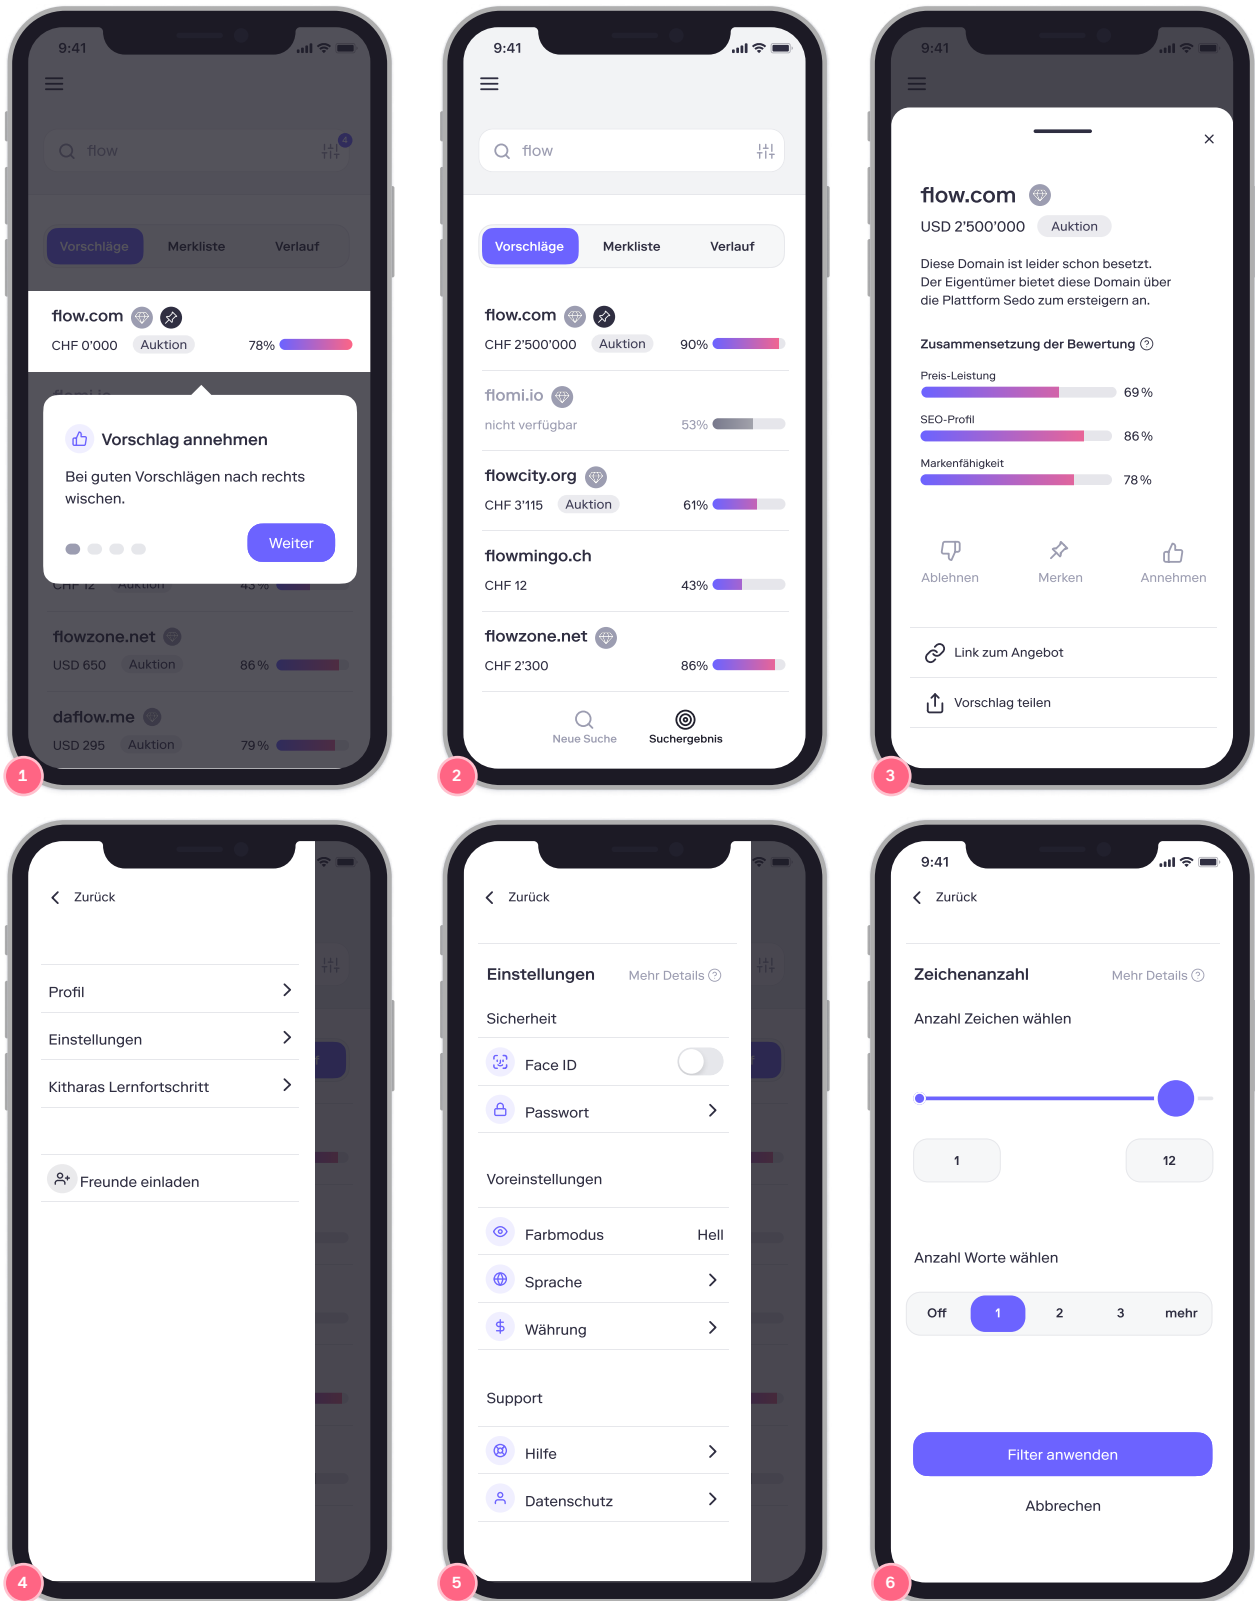 9:41
4
flow
Vorschläge Merkliste Verlauf
flow.com
CHF 0'000 Auktion 78%
flomi.io
Vorschlag annehmen
Bei guten Vorschlägen nach rechts
wischen.
Weiter
CHF 12 Auktion 43%
flowzone.net
USD 650 Auktion 86%
daflow.me
USD 295 Auktion 79%
1
9:41
flow
Vorschläge Merkliste Verlauf
flow.com
CHF 2'500'000 Auktion 90%
flomi.io
nicht verfügbar 53%
flowcity.org
CHF 3'115 Auktion 61%
flowmingo.ch
CHF 12 43%
flowzone.net
CHF 2'300 86%
Neue Suche Suchergebnis
2
9:41
flow.com
USD 2'500'000 Auktion
Diese Domain ist leider schon besetzt.
Der Eigentümer bietet diese Domain über
die Plattform Sedo zum ersteigern an.
Zusammensetzung der Bewertung ?
Preis-Leistung
69%
SEO-Profil
86%
Markenfähigkeit
78%
Ablehnen Merken Annehmen
Link zum Angebot
Vorschlag teilen
3
Zurück
Profil
Einstellungen
Kitharas Lernfortschritt
Freunde einladen
4
Zurück
Einstellungen Mehr Details ?
Sicherheit
Face ID
Passwort
Voreinstellungen
Farbmodus Hell
Sprache
Währung
Support
Hilfe
Datenschutz
5
9:41
Zurück
Zeichenanzahl Mehr Details ?
Anzahl Zeichen wählen
1 12
Anzahl Worte wählen
Off 1 2 3 mehr
Filter anwenden
Abbrechen
6